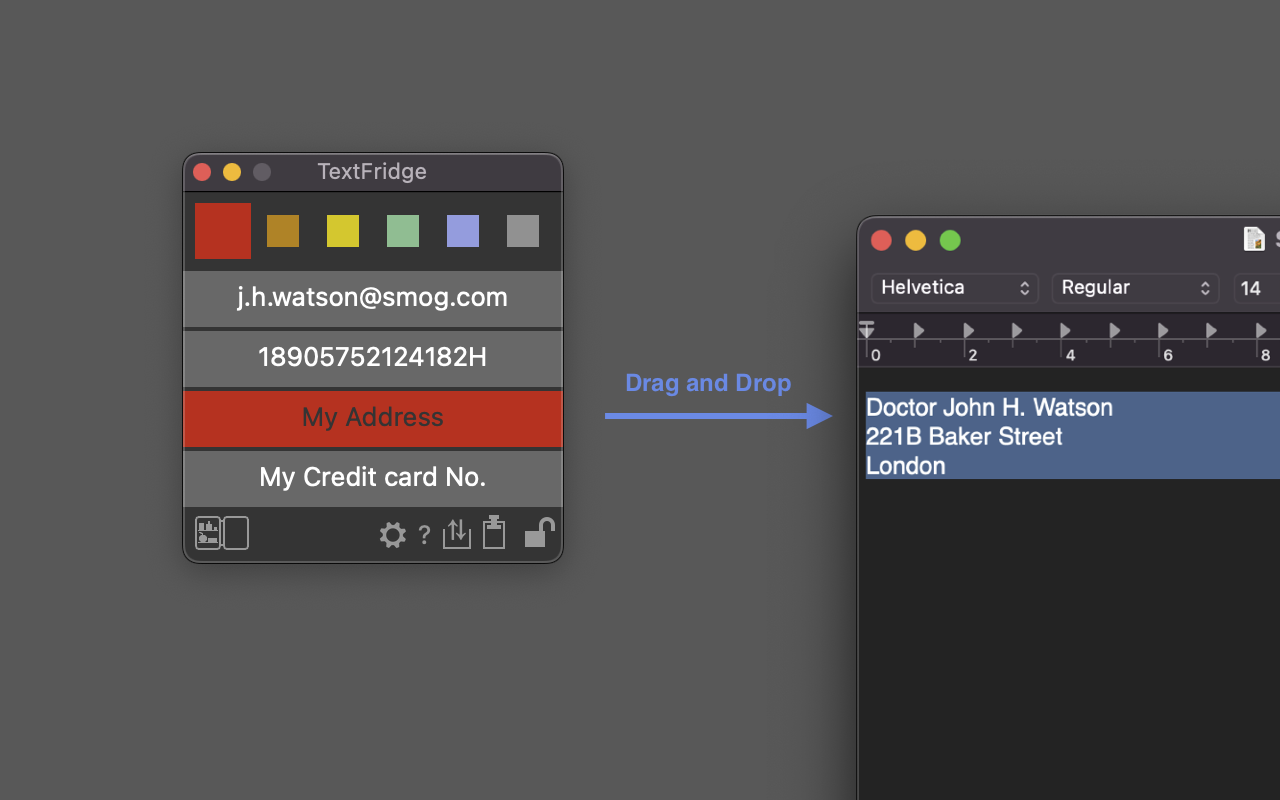 TextFridge
j.h.watson@smog.com
18905752124182H
My Address
My Credit card No.
?
Drag and Drop
Helvetica
Regular
14
0 2 4 6 8
Doctor John H. Watson
221B Baker Street
London